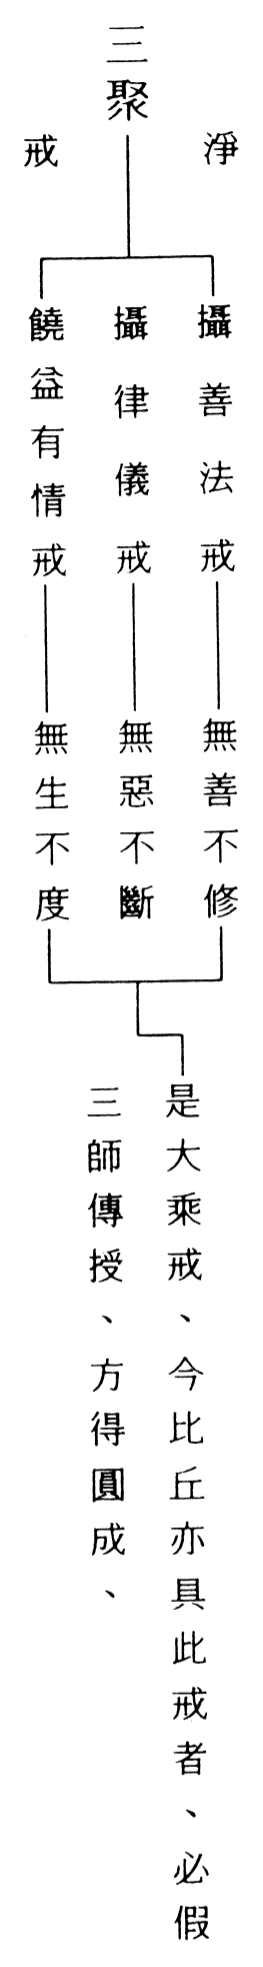 三聚
淨
戒
攝善法戒
無善不修
攝律儀戒
無惡不斷
饒益有情戒
無生不度
是大乘戒、今比丘亦具此戒者、必假
三師傳授、方得圓成、